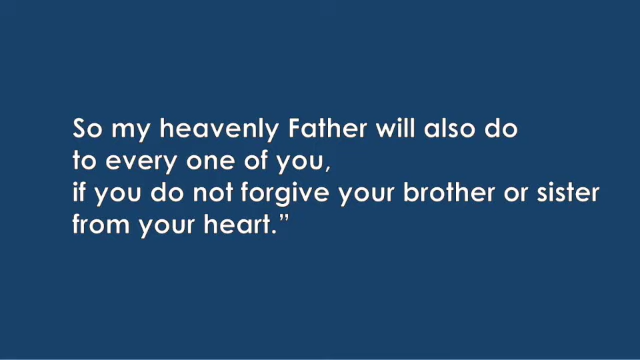 So my heavenly Father will also do
to every one of you,
if you do not forgive your brother or sister
from your heart.”